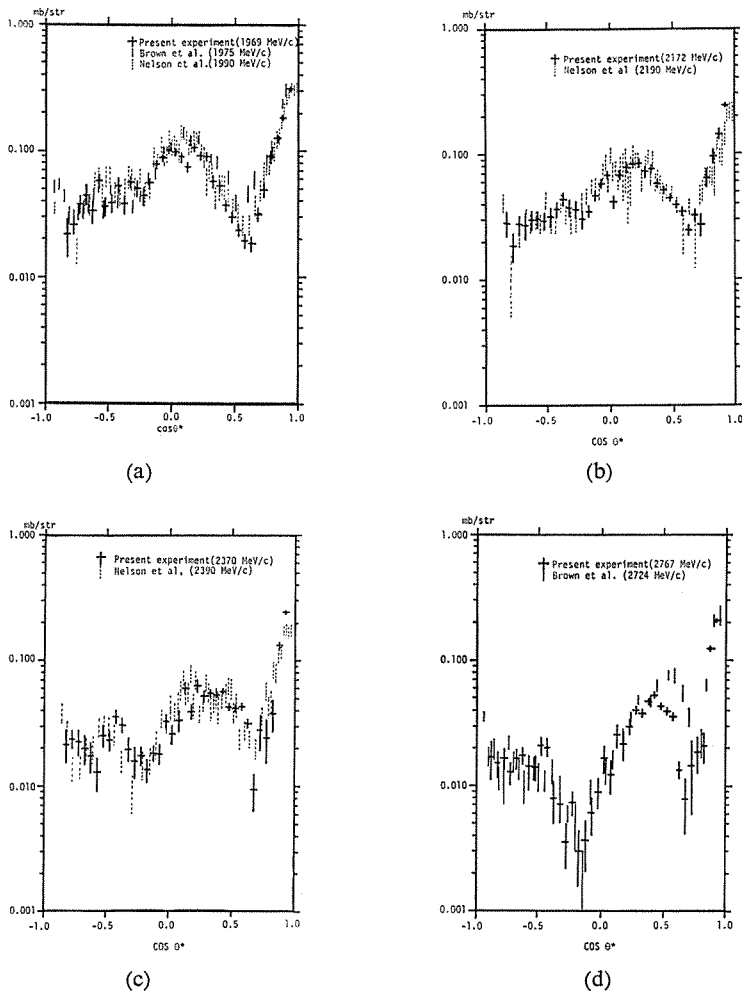 mb/str
1.000
Present experiment(1969 MeV/c)
Brown et al. (1975 MeV/c)
Nelson et al.(1990 MeV/c)
0.100
0.010
0.001
-1.0
-0.5
0.0
0.5
1.0
cosθ*
(a)
mb/str
1.000
Present experiment(2172 MeV/c)
Nelson et al (2190 MeV/c)
0.100
0.010
0.001
-1.0
-0.5
0.0
0.5
1.0
COS θ*
(b)
mb/str
1.000
Present experiment(2370 MeV/c)
Nelson et al. (2390 MeV/c)
0.100
0.010
0.001
-1.0
-0.5
0.0
0.5
1.0
COS θ*
(c)
mb/str
1.000
Present experiment(2767 MeV/c)
Brown et al. (2724 MeV/c)
0.100
0.010
0.001
-1.0
-0.5
0.0
0.5
1.0
COS θ*
(d)